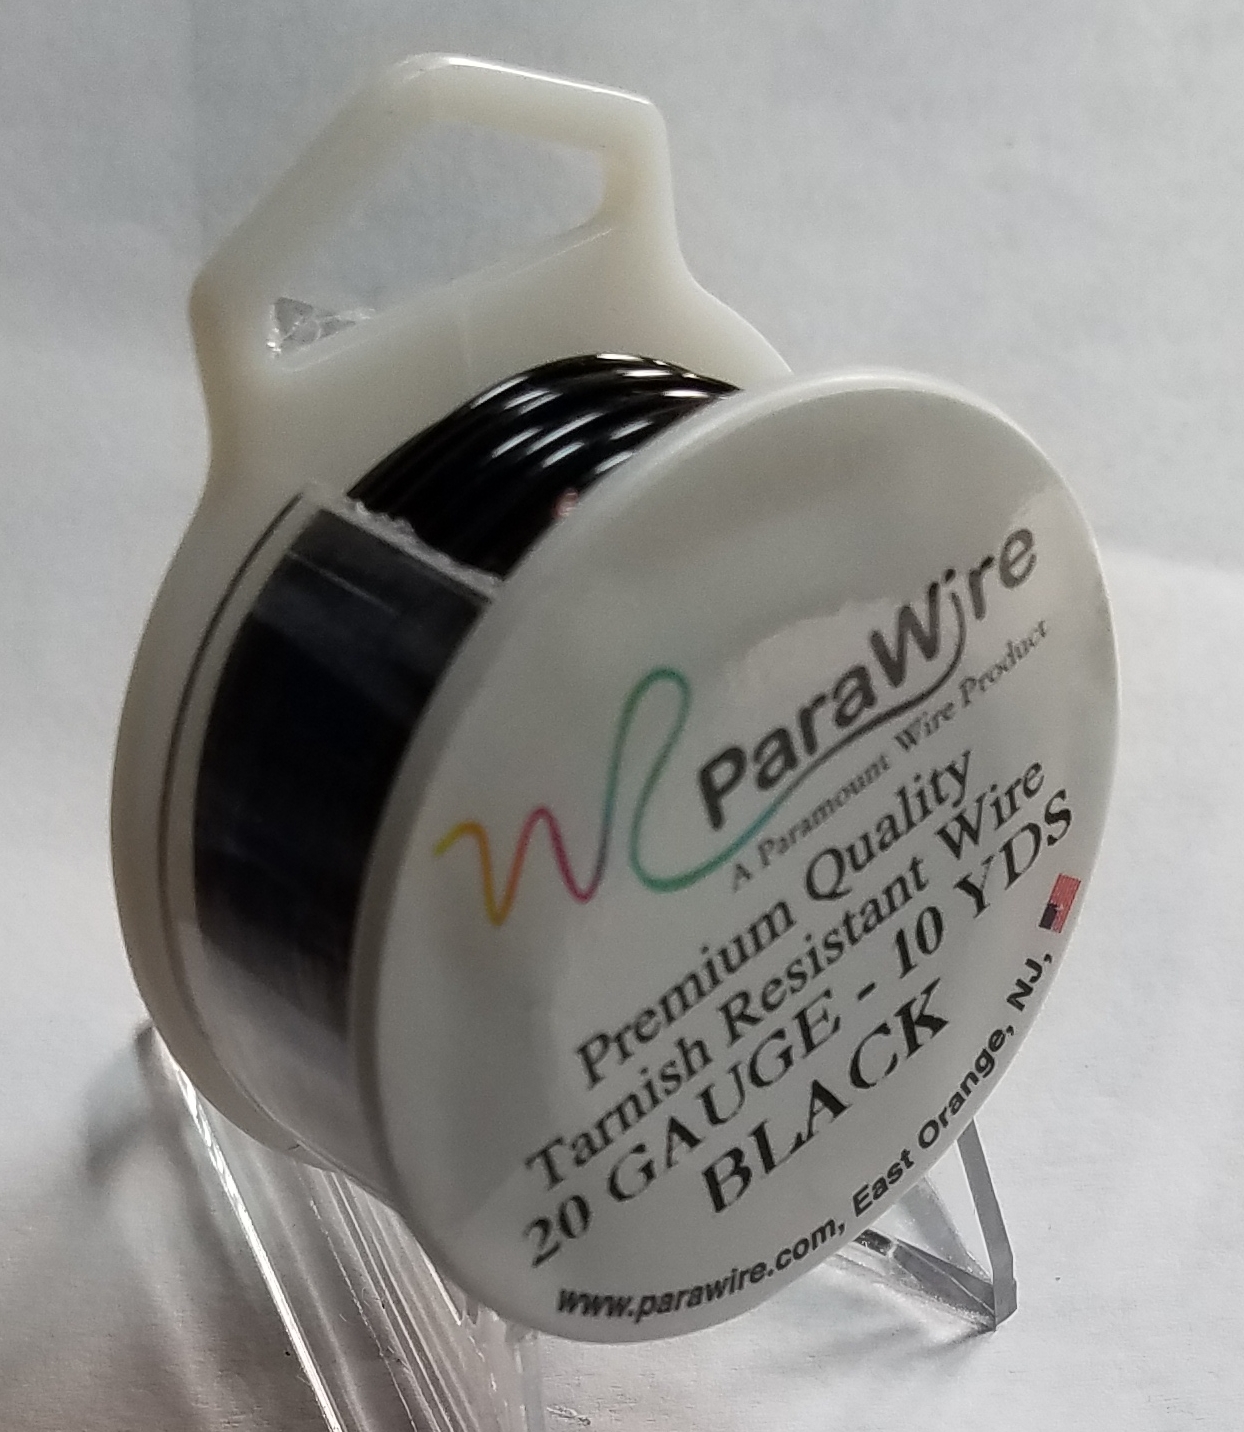 ParaWire
A Paramount Wire Product
Premium Quality
Tarnish Resistant Wire
20 GAUGE - 10 YDS
BLACK
www.parawire.com, East Orange, NJ,